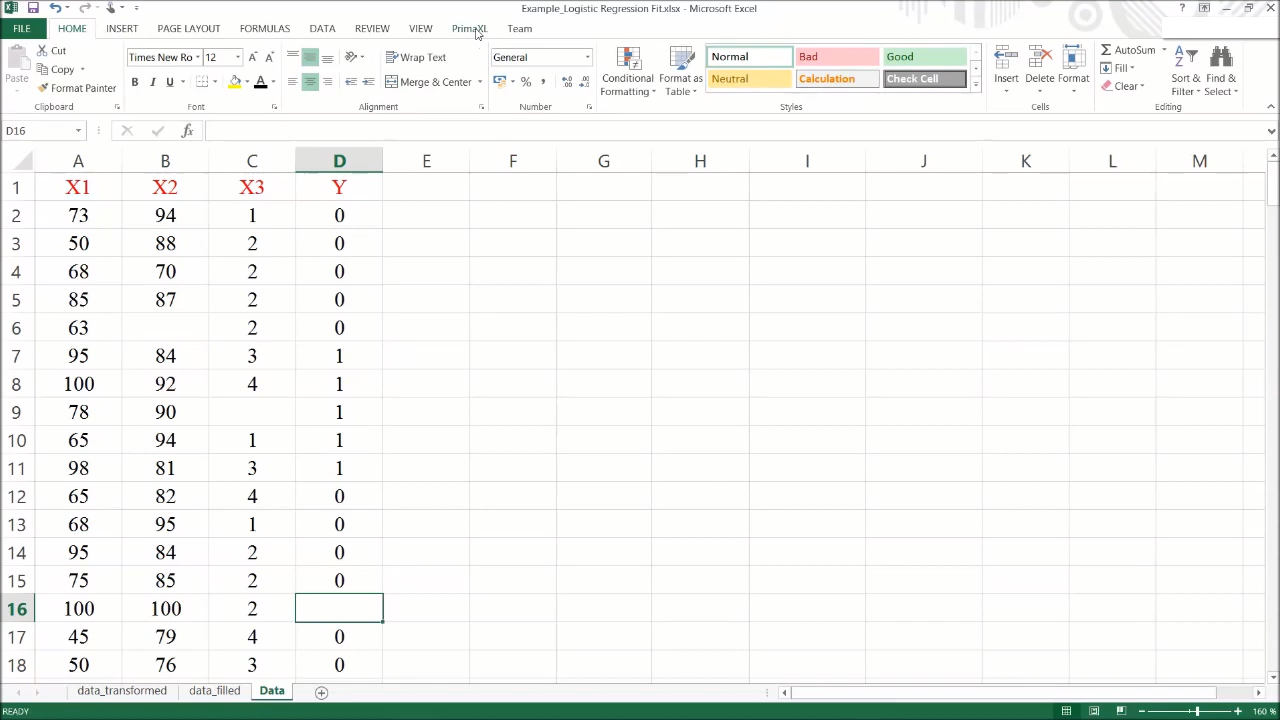 Example_Logistic Regression Fit.xlsx - Microsoft Excel
FILE HOME INSERT PAGE LAYOUT FORMULAS DATA REVIEW VIEW PrimaXL Team
Paste Cut Copy Format Painter Clipboard
Times New Ro 12 B I U A Font
Wrap Text Merge & Center Alignment
General % , Number
Conditional Formatting Format as Table Normal Bad Good Neutral Calculation Check Cell Styles
Insert Delete Format Cells
AutoSum Fill Clear Sort & Filter Find & Select Editing
D16 fx
A B C D E F G H I J K L M
1 X1 X2 X3 Y
2 73 94 1 0
3 50 88 2 0
4 68 70 2 0
5 85 87 2 0
6 63 2 0
7 95 84 3 1
8 100 92 4 1
9 78 90 1
10 65 94 1 1
11 98 81 3 1
12 65 82 4 0
13 68 95 1 0
14 95 84 2 0
15 75 85 2 0
16 100 100 2
17 45 79 4 0
18 50 76 3 0
data_transformed data_filled Data
READY 160 %